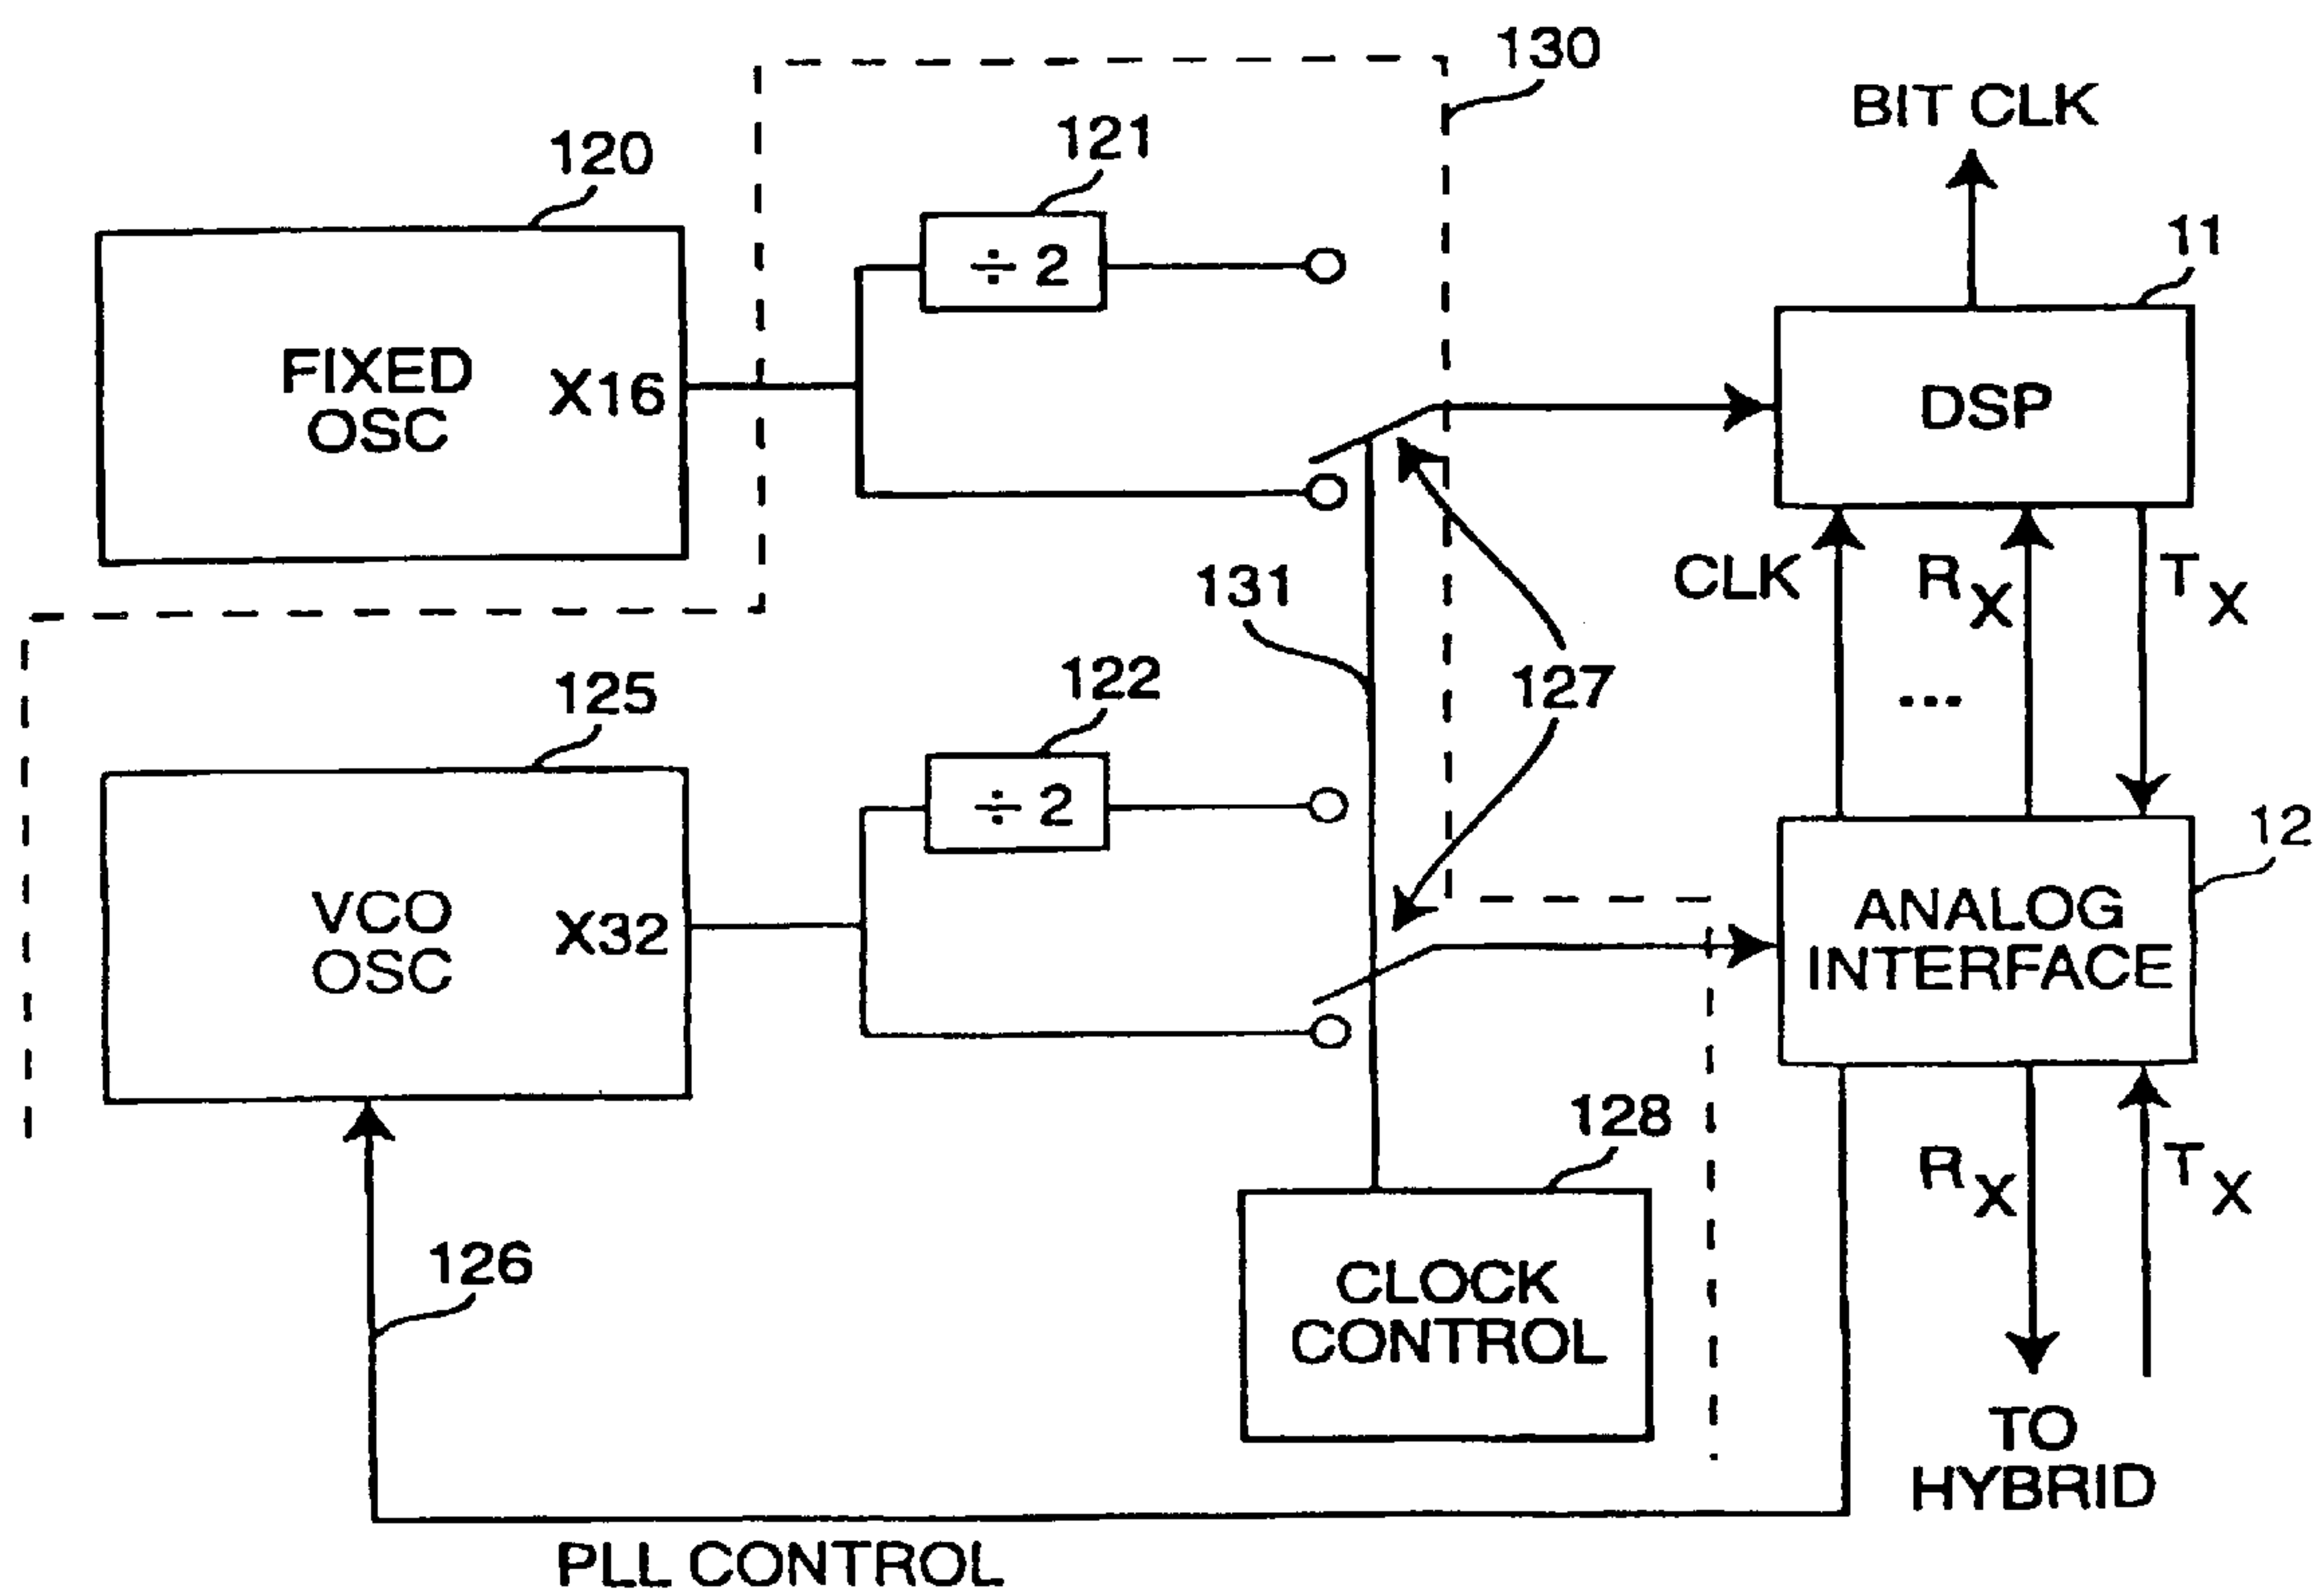 130
BIT CLK
120
121
11
÷ 2
FIXED
OSC
X16
DSP
131
CLK
RX
TX
127
125
122
...
÷ 2
12
VCO
OSC
X32
ANALOG
INTERFACE
128
RX
TX
126
CLOCK
CONTROL
TO
HYBRID
PLL CONTROL